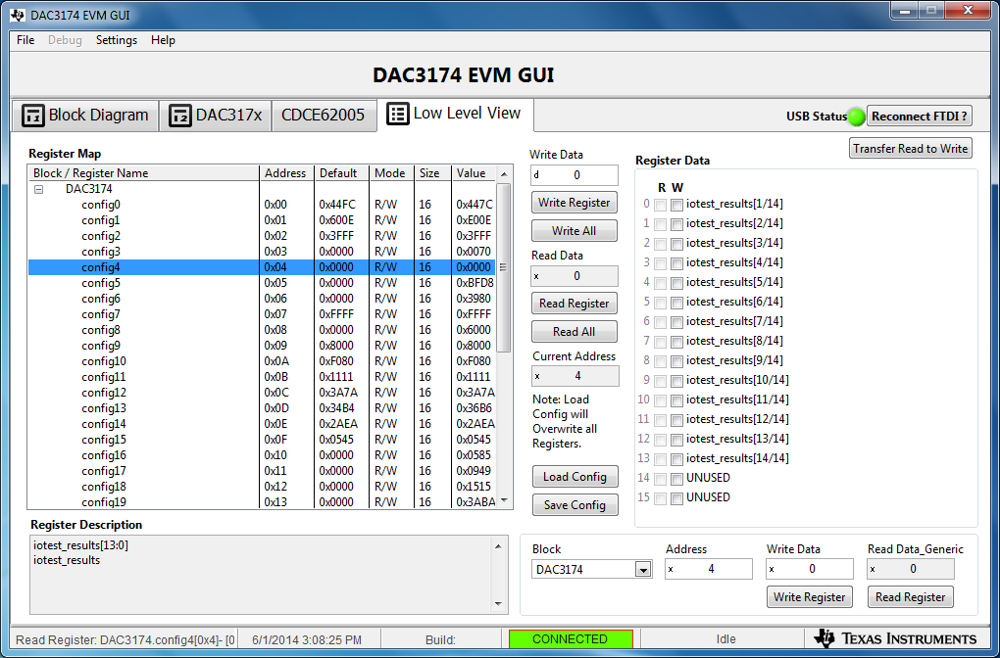 DAC3174 EVM GUI
File Debug Settings Help
DAC3174 EVM GUI
Block Diagram DAC317x CDCE62005 Low Level View
USB Status Reconnect FTDI ?
Transfer Read to Write
Register Map
Block / Register Name Address Default Mode Size Value
DAC3174
config0 0x00 0x44FC R/W 16 0x447C
config1 0x01 0x600E R/W 16 0xE00E
config2 0x02 0x3FFF R/W 16 0x3FFF
config3 0x03 0x0000 R/W 16 0x0070
config4 0x04 0x0000 R/W 16 0x0000
config5 0x05 0x0000 R/W 16 0xBFD8
config6 0x06 0x0000 R/W 16 0x3980
config7 0x07 0xFFFF R/W 16 0xFFFF
config8 0x08 0x0000 R/W 16 0x6000
config9 0x09 0x8000 R/W 16 0x8000
config10 0x0A 0xF080 R/W 16 0xF080
config11 0x0B 0x1111 R/W 16 0x1111
config12 0x0C 0x3A7A R/W 16 0x3A7A
config13 0x0D 0x34B4 R/W 16 0x36B6
config14 0x0E 0x2AEA R/W 16 0x2AEA
config15 0x0F 0x0545 R/W 16 0x0545
config16 0x10 0x0000 R/W 16 0x0585
config17 0x11 0x0000 R/W 16 0x0949
config18 0x12 0x0000 R/W 16 0x1515
config19 0x13 0x0000 R/W 16 0x3ABA
Write Data
d 0
Write Register
Write All
Read Data
x 0
Read Register
Read All
Current Address
x 4
Note: Load
Config will
Overwrite all
Registers.
Load Config
Save Config
Register Data
R W
0 iotest_results[1/14]
1 iotest_results[2/14]
2 iotest_results[3/14]
3 iotest_results[4/14]
4 iotest_results[5/14]
5 iotest_results[6/14]
6 iotest_results[7/14]
7 iotest_results[8/14]
8 iotest_results[9/14]
9 iotest_results[10/14]
10 iotest_results[11/14]
11 iotest_results[12/14]
12 iotest_results[13/14]
13 iotest_results[14/14]
14 UNUSED
15 UNUSED
Register Description
iotest_results[13:0]
iotest_results
Block Address Write Data Read Data_Generic
DAC3174 x 4 x 0 x 0
Write Register Read Register
Read Register: DAC3174.config4[0x4]- [0 6/1/2014 3:08:25 PM Build: CONNECTED Idle TEXAS INSTRUMENTS